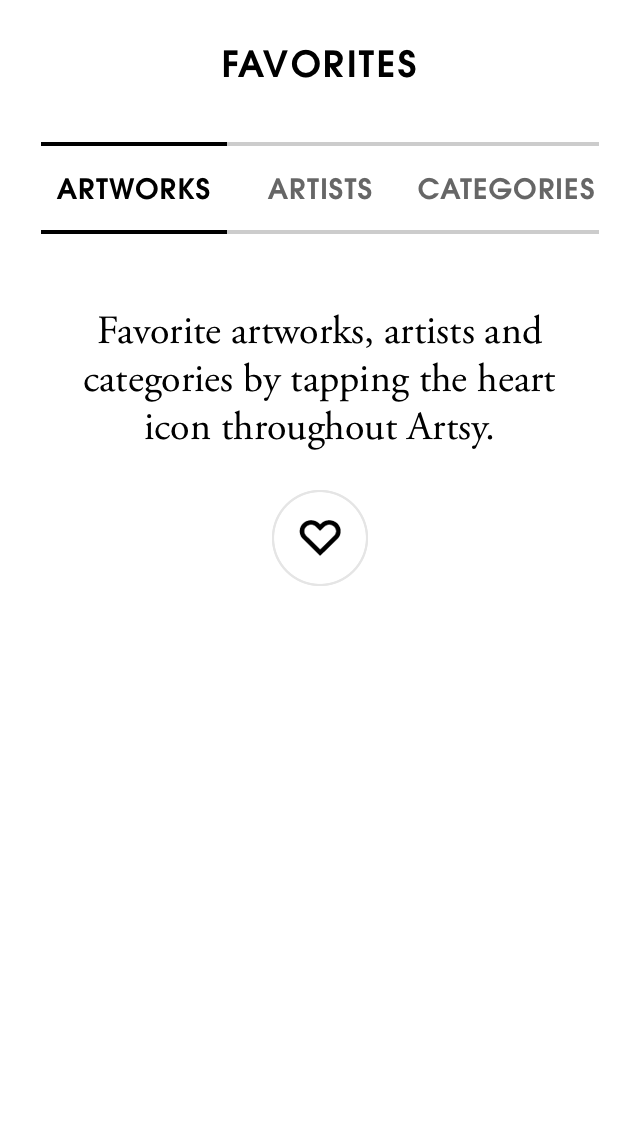 FAVORITES
ARTWORKS ARTISTS CATEGORIES
Favorite artworks, artists and
categories by tapping the heart
icon throughout Artsy.